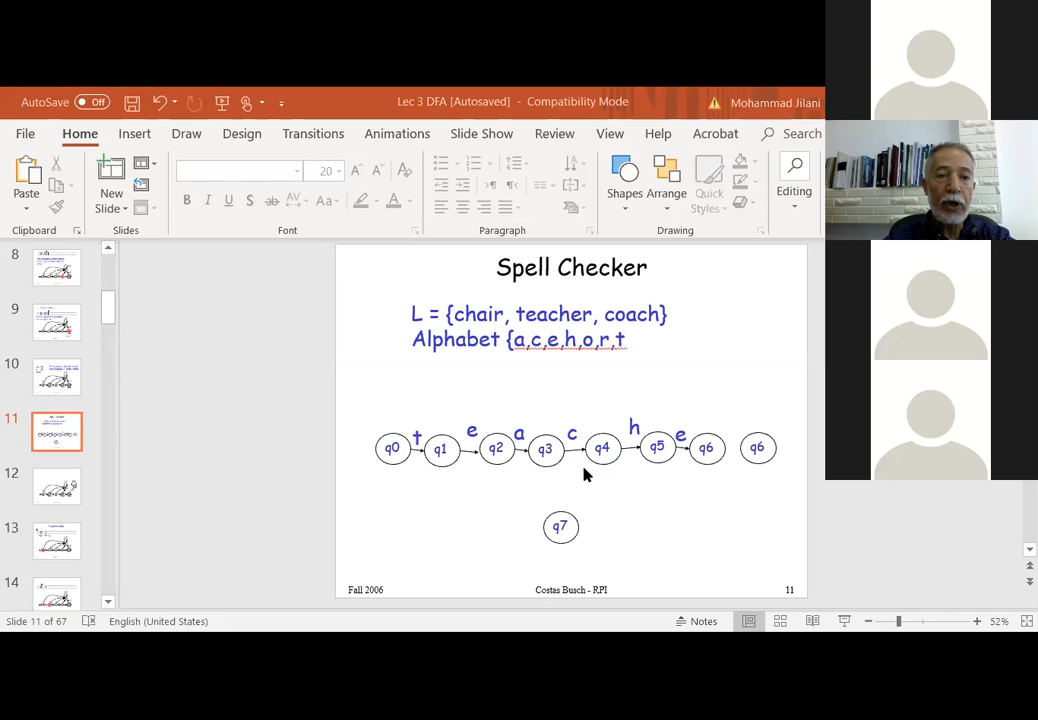 AutoSave Off Lec 3 DFA [Autosaved] - Compatibility Mode Mohammad Jilani
File Home Insert Draw Design Transitions Animations Slide Show Review View Help Acrobat Search
Paste New Slide 20 Shapes Arrange Quick Styles Editing
B I U S ab AV Aa A
Clipboard Slides Font Paragraph Drawing
8
9
10
11
12
13
14
Spell Checker
L = {chair, teacher, coach}
Alphabet {a,c,e,h,o,r,t
t e a c h e
q0 q1 q2 q3 q4 q5 q6 q6
q7
Fall 2006 Costas Busch - RPI 11
Slide 11 of 67 English (United States) Notes 52%